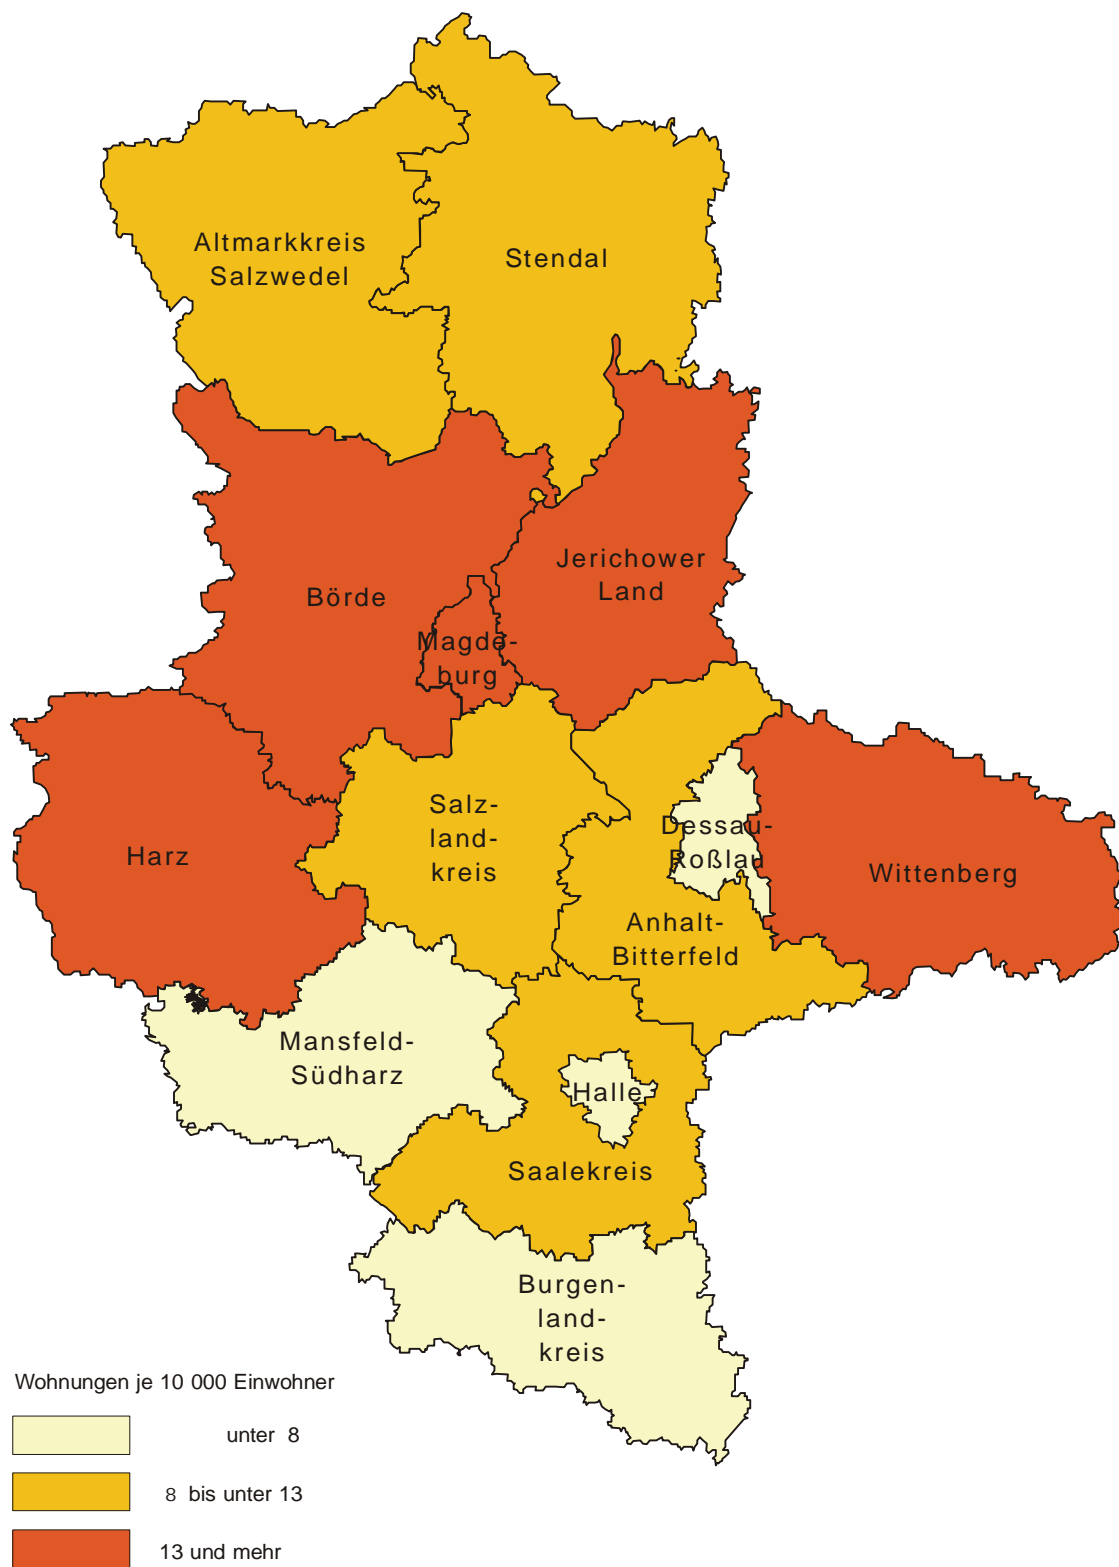 Altmarkkreis
Salzwedel
Stendal
Jerichower
Land
Börde
Magde-
burg
Salz-
land-
kreis
Dessau-
Roßlau
Harz
Wittenberg
Anhalt-
Bitterfeld
Mansfeld-
Südharz
Halle
Saalekreis
Burgen-
land-
kreis
Wohnungen je 10 000 Einwohner
unter 8
8 bis unter 13
13 und mehr